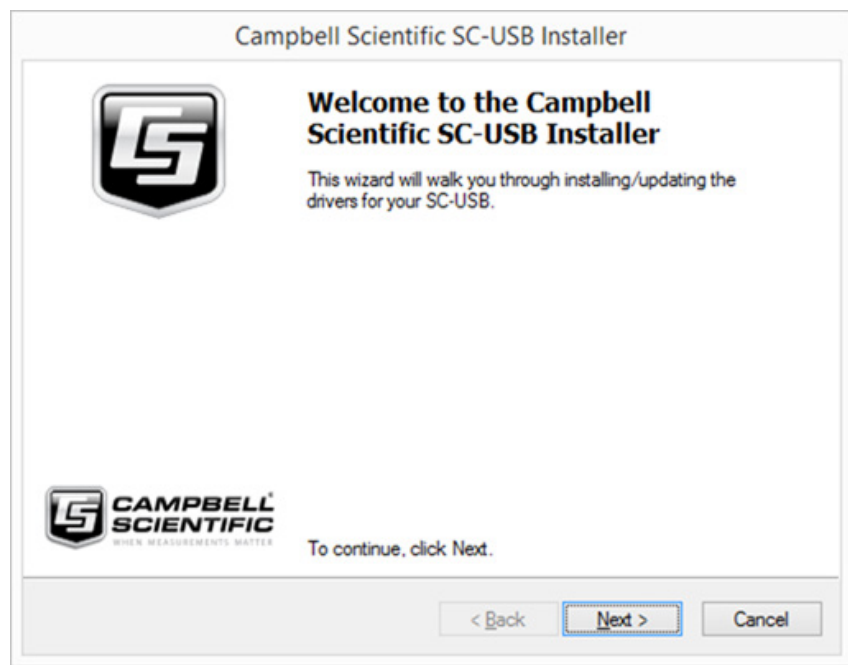 Campbell Scientific SC-USB Installer
Welcome to the Campbell
Scientific SC-USB Installer
This wizard will walk you through installing/updating the
drivers for your SC-USB.
CAMPBELL
SCIENTIFIC
WHEN MEASUREMENTS MATTER
To continue, click Next.
< Back
Next >
Cancel